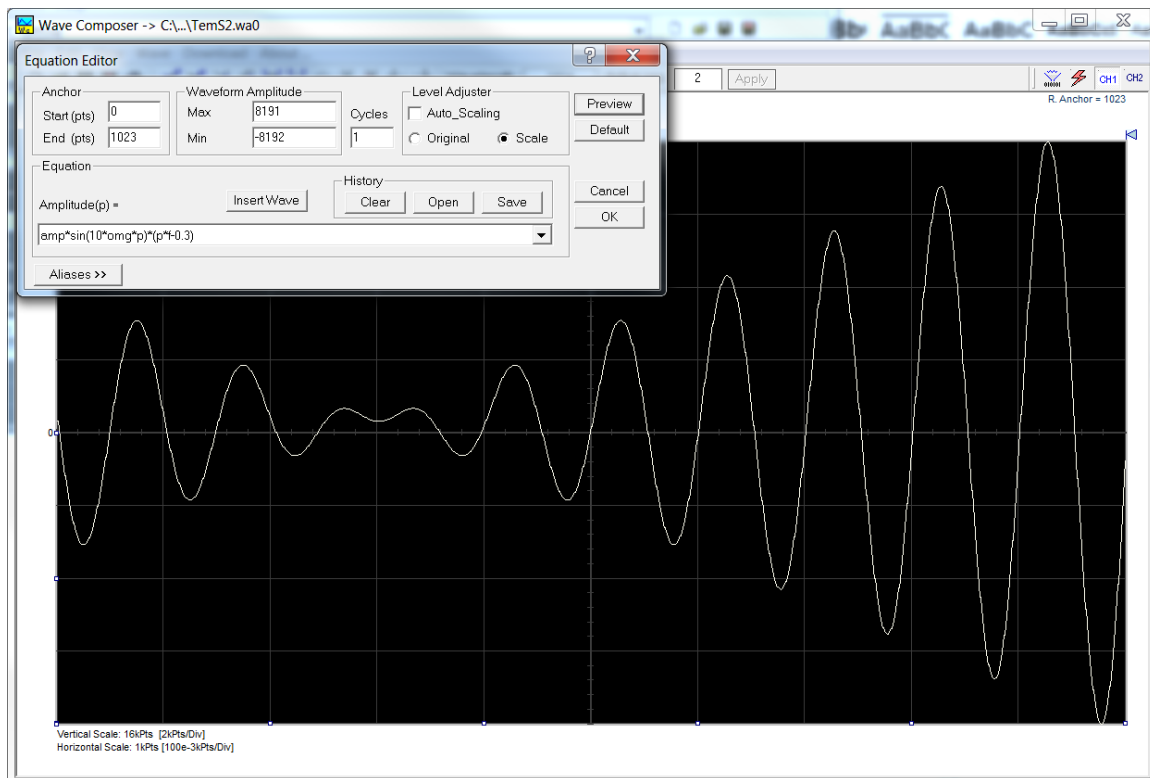 Wave Composer -> C:\...\TemS2.wa0
AaBbC AaBbC
Equation Editor
2 Apply
CH1 CH2
R. Anchor = 1023
Anchor
Start (pts) 0
End (pts) 1023
Waveform Amplitude
Max 8191
Min -8192
Cycles
1
Level Adjuster
Auto_Scaling
Original Scale
Preview
Default
Cancel
OK
Equation
Amplitude(p) =
Insert Wave
History
Clear Open Save
amp*sin(10*omg*p)*(p*f-0.3)
Aliases >>
0
Vertical Scale: 16kPts [2kPts/Div]
Horizontal Scale: 1kPts [100e-3kPts/Div]